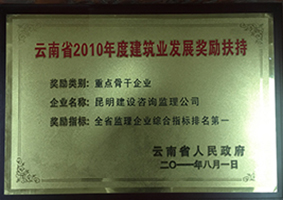 云南省2010年度建筑业发展奖励扶持
奖励类别：重点骨干企业
企业名称：昆明建设咨询监理公司
奖励指标：全省监理企业综合指标排名第一
云南省人民政府
二〇一一年八月一日